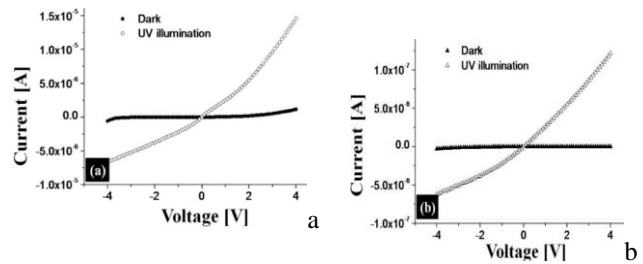 1.5x10⁻⁵
1.0x10⁻⁵
5.0x10⁻⁶
0.0
-5.0x10⁻⁶
-1.0x10⁻⁵
Current [A]
Dark
UV illumination
(a)
-4 -2 0 2 4
Voltage [V]
a
1.0x10⁻⁷
5.0x10⁻⁸
0.0
-5.0x10⁻⁸
-1.0x10⁻⁷
Current [A]
Dark
UV illumination
(b)
-4 -2 0 2 4
Voltage [V]
b